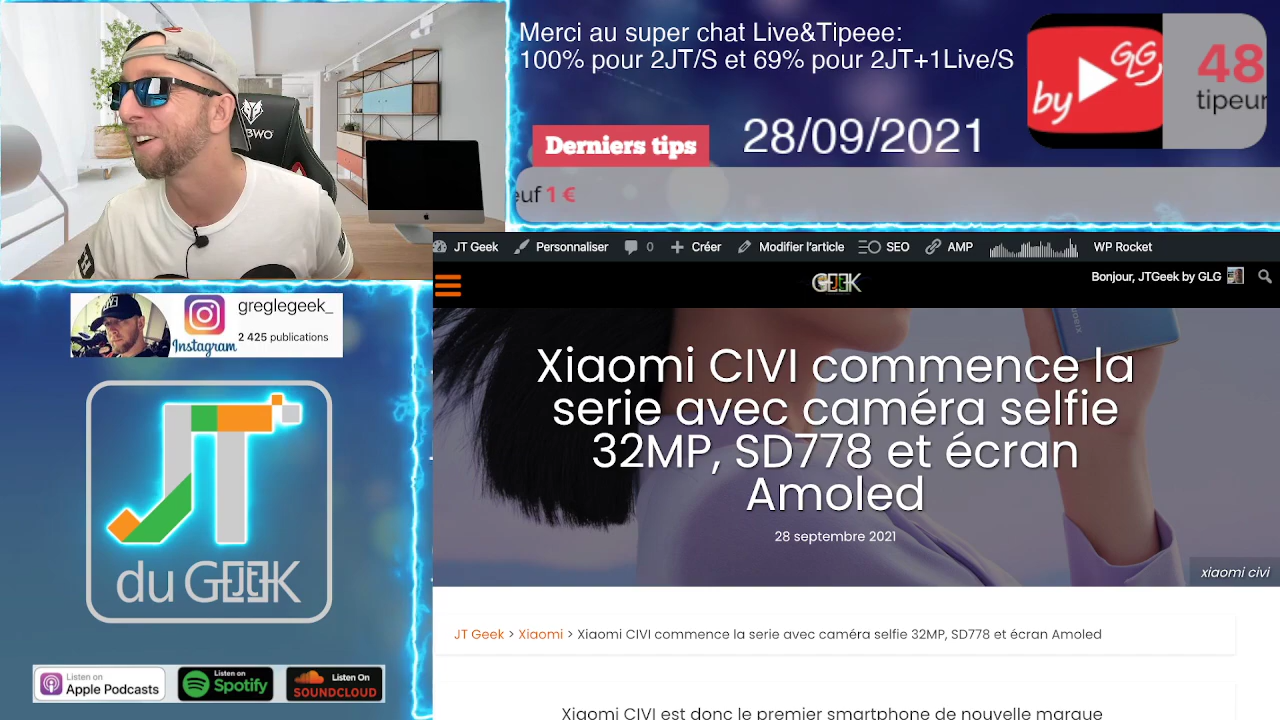 Merci au super chat Live&Tipeee:
100% pour 2JT/S et 69% pour 2JT+1Live/S
by GLG
48
tipeur
Derniers tips
28/09/2021
euf 1 €
JT Geek Personnaliser 0 Créer Modifier l'article SEO AMP WP Rocket
GEEK
Bonjour, JTGeek by GLG
greglegeek_
2 425 publications
Instagram
Xiaomi CIVI commence la
serie avec caméra selfie
32MP, SD778 et écran
Amoled
28 septembre 2021
xiaomi civi
JT
du GEEK
JT Geek > Xiaomi > Xiaomi CIVI commence la serie avec caméra selfie 32MP, SD778 et écran Amoled
Listen on
Apple Podcasts
Listen on
Spotify
Listen On
SOUNDCLOUD
Xiaomi CIVI est donc le premier smartphone de nouvelle marque